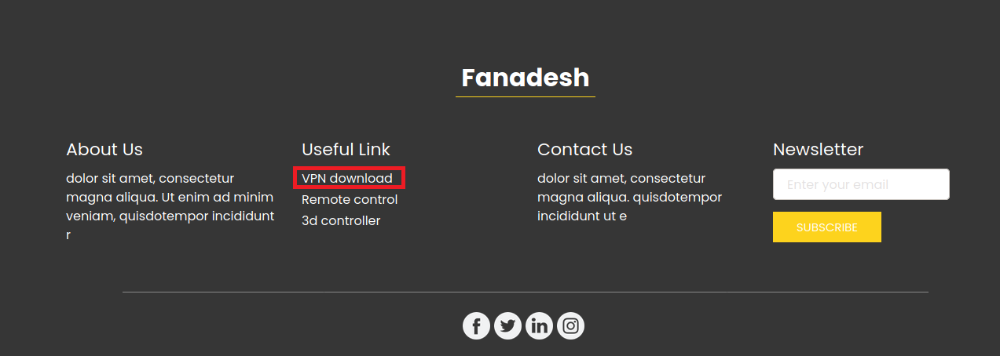 Fanadesh
About Us
dolor sit amet, consectetur
magna aliqua. Ut enim ad minim
veniam, quisdotempor incididunt
r
Useful Link
VPN download
Remote control
3d controller
Contact Us
dolor sit amet, consectetur
magna aliqua. quisdotempor
incididunt ut e
Newsletter
Enter your email
SUBSCRIBE